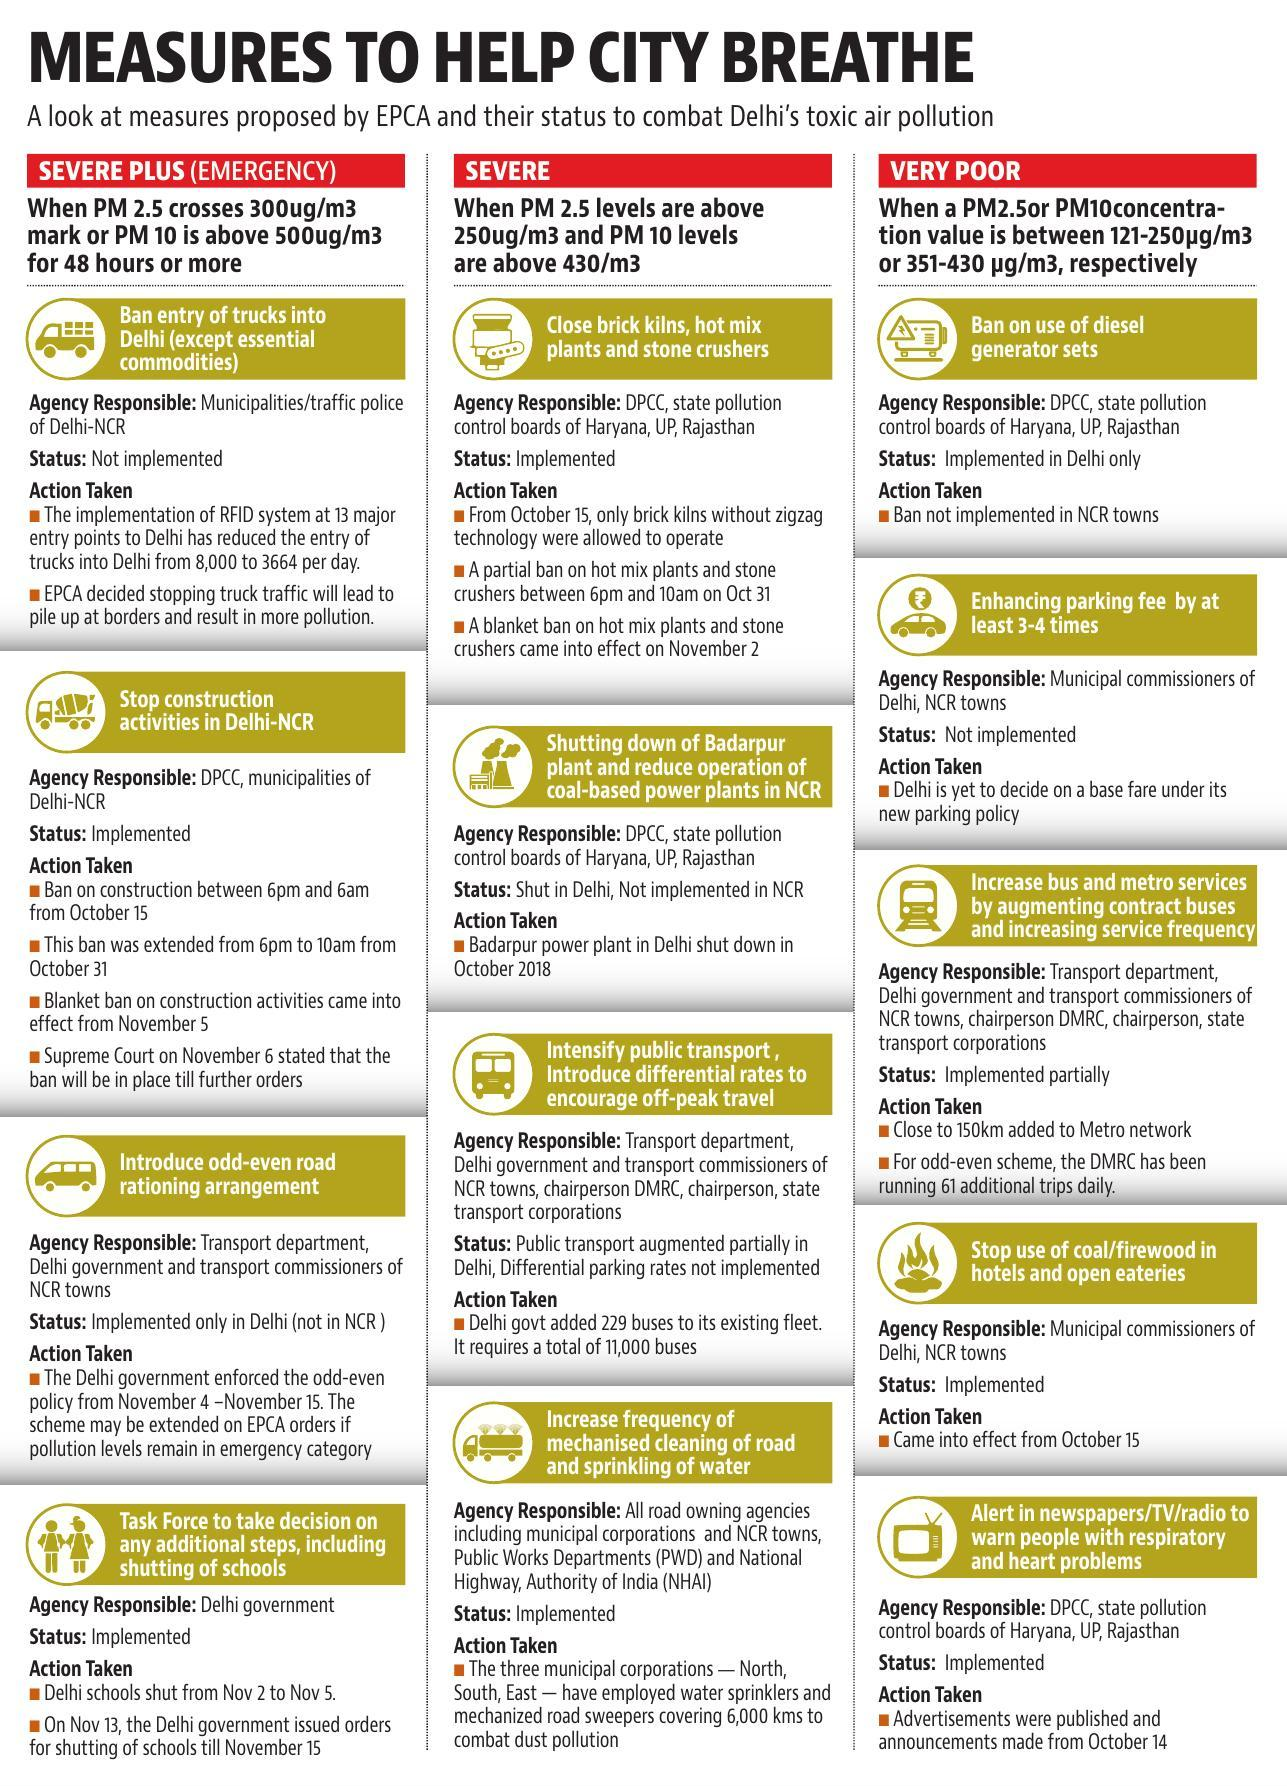 MEASURES TO HELP CITY BREATHE
A look at measures proposed by EPCA and their status to combat Delhi's toxic air pollution
SEVERE PLUS (EMERGENCY)
When PM 2.5 crosses 300ug/m3
mark or PM 10 is above 500ug/m3
for 48 hours or more
Ban entry of trucks into
Delhi (except essential
commodities)
Agency Responsible: Municipalities/traffic police
of Delhi-NCR
Status: Not implemented
Action Taken
■ The implementation of RFID system at 13 major
entry points to Delhi has reduced the entry of
trucks into Delhi from 8,000 to 3664 per day.
■ EPCA decided stopping truck traffic will lead to
pile up at borders and result in more pollution.
Stop construction
activities in Delhi-NCR
Agency Responsible: DPCC, municipalities of
Delhi-NCR
Status: Implemented
Action Taken
■ Ban on construction between 6pm and 6am
from October 15
■ This ban was extended from 6pm to 10am from
October 31
■ Blanket ban on construction activities came into
effect from November 5
■ Supreme Court on November 6 stated that the
ban will be in place till further orders
Introduce odd-even road
rationing arrangement
Agency Responsible: Transport department,
Delhi government and transport commissioners of
NCR towns
Status: Implemented only in Delhi (not in NCR )
Action Taken
■ The Delhi government enforced the odd-even
policy from November 4 –November 15. The
scheme may be extended on EPCA orders if
pollution levels remain in emergency category
Task Force to take decision on
any additional steps, including
shutting of schools
Agency Responsible: Delhi government
Status: Implemented
Action Taken
■ Delhi schools shut from Nov 2 to Nov 5.
■ On Nov 13, the Delhi government issued orders
for shutting of schools till November 15
SEVERE
When PM 2.5 levels are above
250ug/m3 and PM 10 levels
are above 430/m3
Close brick kilns, hot mix
plants and stone crushers
Agency Responsible: DPCC, state pollution
control boards of Haryana, UP, Rajasthan
Status: Implemented
Action Taken
■ From October 15, only brick kilns without zigzag
technology were allowed to operate
■ A partial ban on hot mix plants and stone
crushers between 6pm and 10am on Oct 31
■ A blanket ban on hot mix plants and stone
crushers came into effect on November 2
Shutting down of Badarpur
plant and reduce operation of
coal-based power plants in NCR
Agency Responsible: DPCC, state pollution
control boards of Haryana, UP, Rajasthan
Status: Shut in Delhi, Not implemented in NCR
Action Taken
■ Badarpur power plant in Delhi shut down in
October 2018
Intensify public transport ,
Introduce differential rates to
encourage off-peak travel
Agency Responsible: Transport department,
Delhi government and transport commissioners of
NCR towns, chairperson DMRC, chairperson, state
transport corporations
Status: Public transport augmented partially in
Delhi, Differential parking rates not implemented
Action Taken
■ Delhi govt added 229 buses to its existing fleet.
It requires a total of 11,000 buses
Increase frequency of
mechanised cleaning of road
and sprinkling of water
Agency Responsible: All road owning agencies
including municipal corporations and NCR towns,
Public Works Departments (PWD) and National
Highway, Authority of India (NHAI)
Status: Implemented
Action Taken
■ The three municipal corporations — North,
South, East — have employed water sprinklers and
mechanized road sweepers covering 6,000 kms to
combat dust pollution
VERY POOR
When a PM2.5or PM10concentra-
tion value is between 121-250µg/m3
or 351-430 µg/m3, respectively
Ban on use of diesel
generator sets
Agency Responsible: DPCC, state pollution
control boards of Haryana, UP, Rajasthan
Status: Implemented in Delhi only
Action Taken
■ Ban not implemented in NCR towns
₹
Enhancing parking fee by at
least 3-4 times
Agency Responsible: Municipal commissioners of
Delhi, NCR towns
Status: Not implemented
Action Taken
■ Delhi is yet to decide on a base fare under its
new parking policy
Increase bus and metro services
by augmenting contract buses
and increasing service frequency
Agency Responsible: Transport department,
Delhi government and transport commissioners of
NCR towns, chairperson DMRC, chairperson, state
transport corporations
Status: Implemented partially
Action Taken
■ Close to 150km added to Metro network
■ For odd-even scheme, the DMRC has been
running 61 additional trips daily.
Stop use of coal/firewood in
hotels and open eateries
Agency Responsible: Municipal commissioners of
Delhi, NCR towns
Status: Implemented
Action Taken
■ Came into effect from October 15
Alert in newspapers/TV/radio to
warn people with respiratory
and heart problems
Agency Responsible: DPCC, state pollution
control boards of Haryana, UP, Rajasthan
Status: Implemented
Action Taken
■ Advertisements were published and
announcements made from October 14